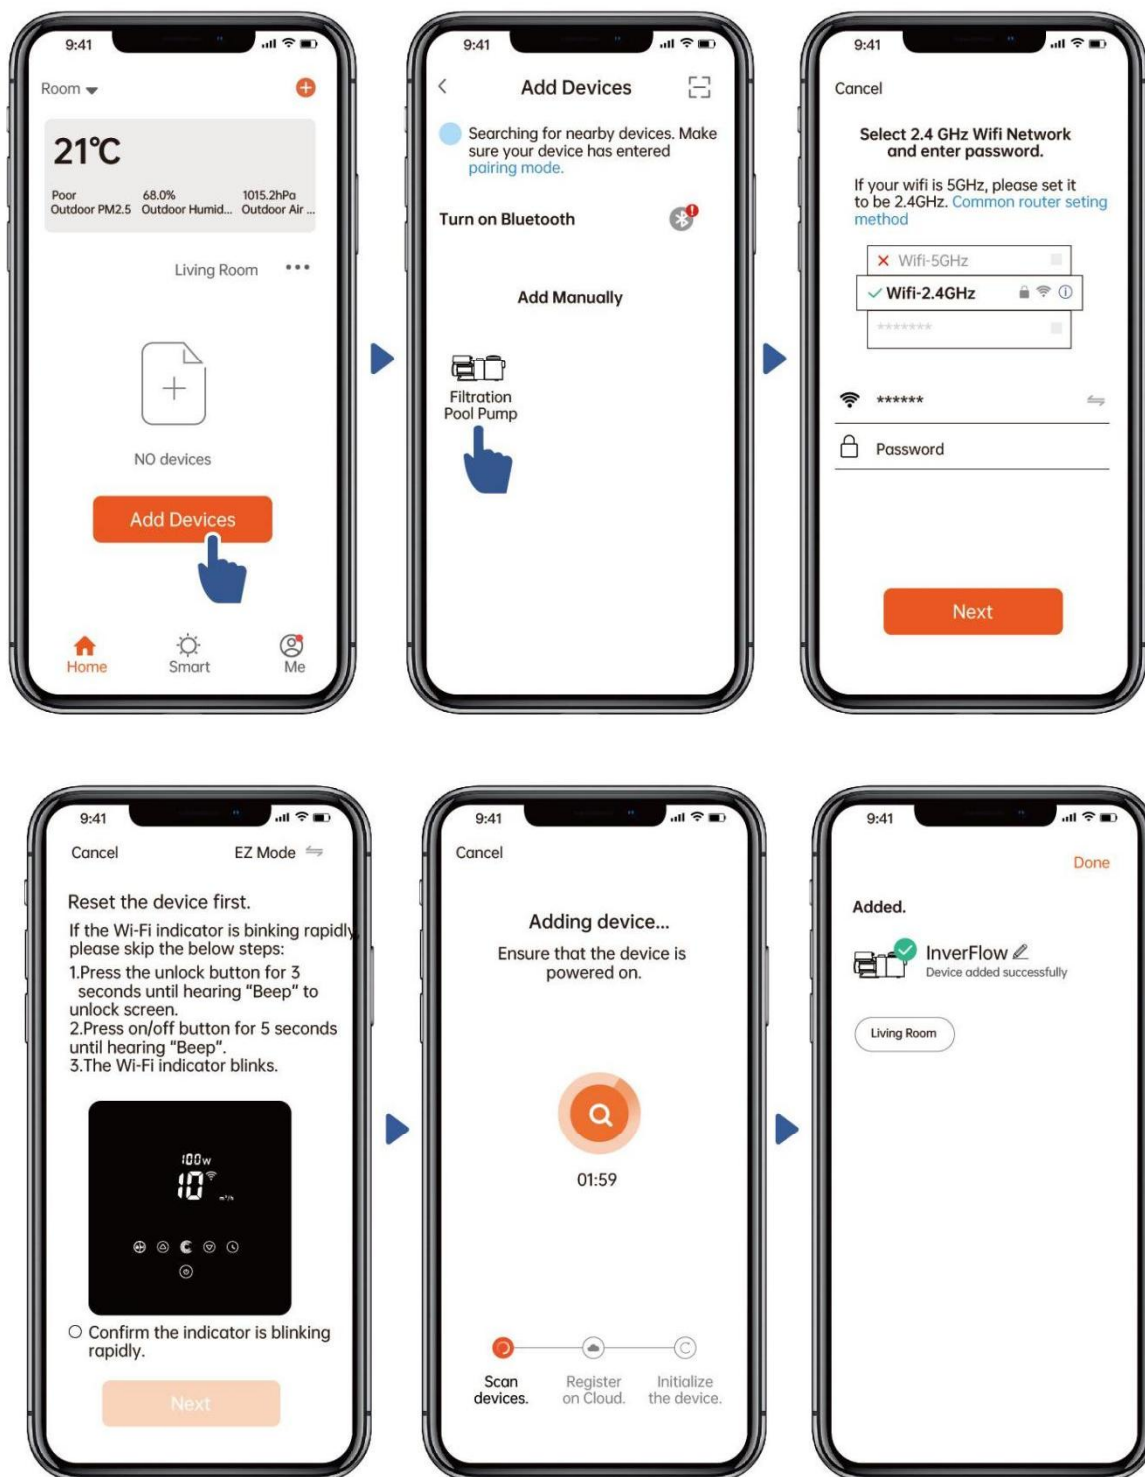 9:41
Room
21℃
Poor
Outdoor PM2.5
68.0%
Outdoor Humid...
1015.2hPa
Outdoor Air ...
Living Room
NO devices
Add Devices
Home
Smart
Me
9:41
Add Devices
Searching for nearby devices. Make
sure your device has entered
pairing mode.
Turn on Bluetooth
Add Manually
Filtration
Pool Pump
9:41
Cancel
Select 2.4 GHz Wifi Network
and enter password.
If your wifi is 5GHz, please set it
to be 2.4GHz. Common router seting
method
Wifi-5GHz
Wifi-2.4GHz
*******
******
Password
Next
9:41
Cancel
EZ Mode
Reset the device first.
If the Wi-Fi indicator is binking rapidly,
please skip the below steps:
1.Press the unlock button for 3
seconds until hearing "Beep" to
unlock screen.
2.Press on/off button for 5 seconds
until hearing "Beep".
3.The Wi-Fi indicator blinks.
100w
10
m³/h
Confirm the indicator is blinking
rapidly.
Next
9:41
Cancel
Adding device...
Ensure that the device is
powered on.
01:59
Scan
devices.
Register
on Cloud.
Initialize
the device.
9:41
Done
Added.
InverFlow
Device added successfully
Living Room